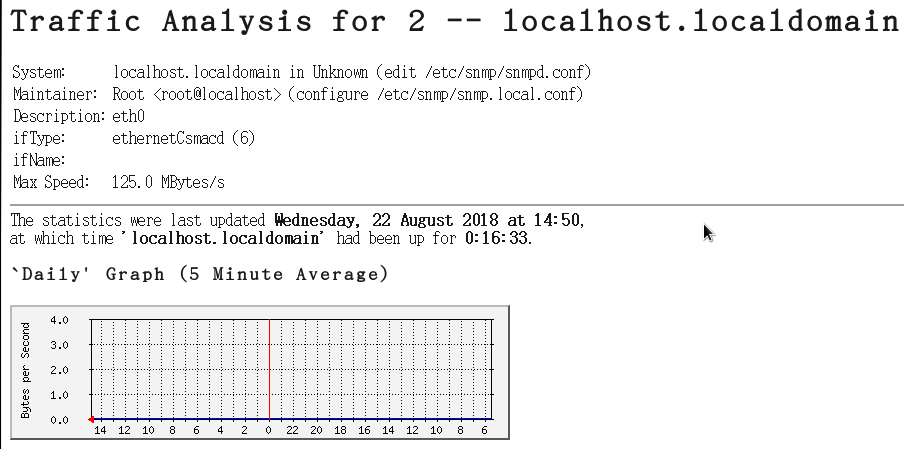 Traffic Analysis for 2 -- localhost.localdomain
System: localhost.localdomain in Unknown (edit /etc/snmp/snmpd.conf)
Maintainer: Root <root@localhost> (configure /etc/snmp/snmp.local.conf)
Description: eth0
ifType: ethernetCsmacd (6)
ifName:
Max Speed: 125.0 MBytes/s
The statistics were last updated Wednesday, 22 August 2018 at 14:50,
at which time 'localhost.localdomain' had been up for 0:16:33.
`Daily' Graph (5 Minute Average)
Bytes per Second
4.0
3.0
2.0
1.0
0.0
14 12 10 8 6 4 2 0 22 20 18 16 14 12 10 8 6